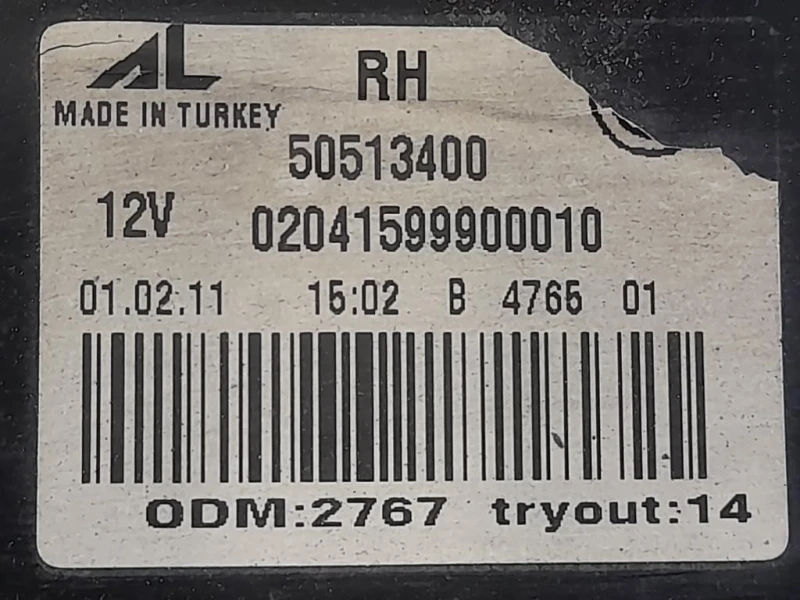 AL RH
MADE IN TURKEY
50513400
12V 02041599900010
01.02.11 15:02 B 4765 01
ODM:2767 tryout:14